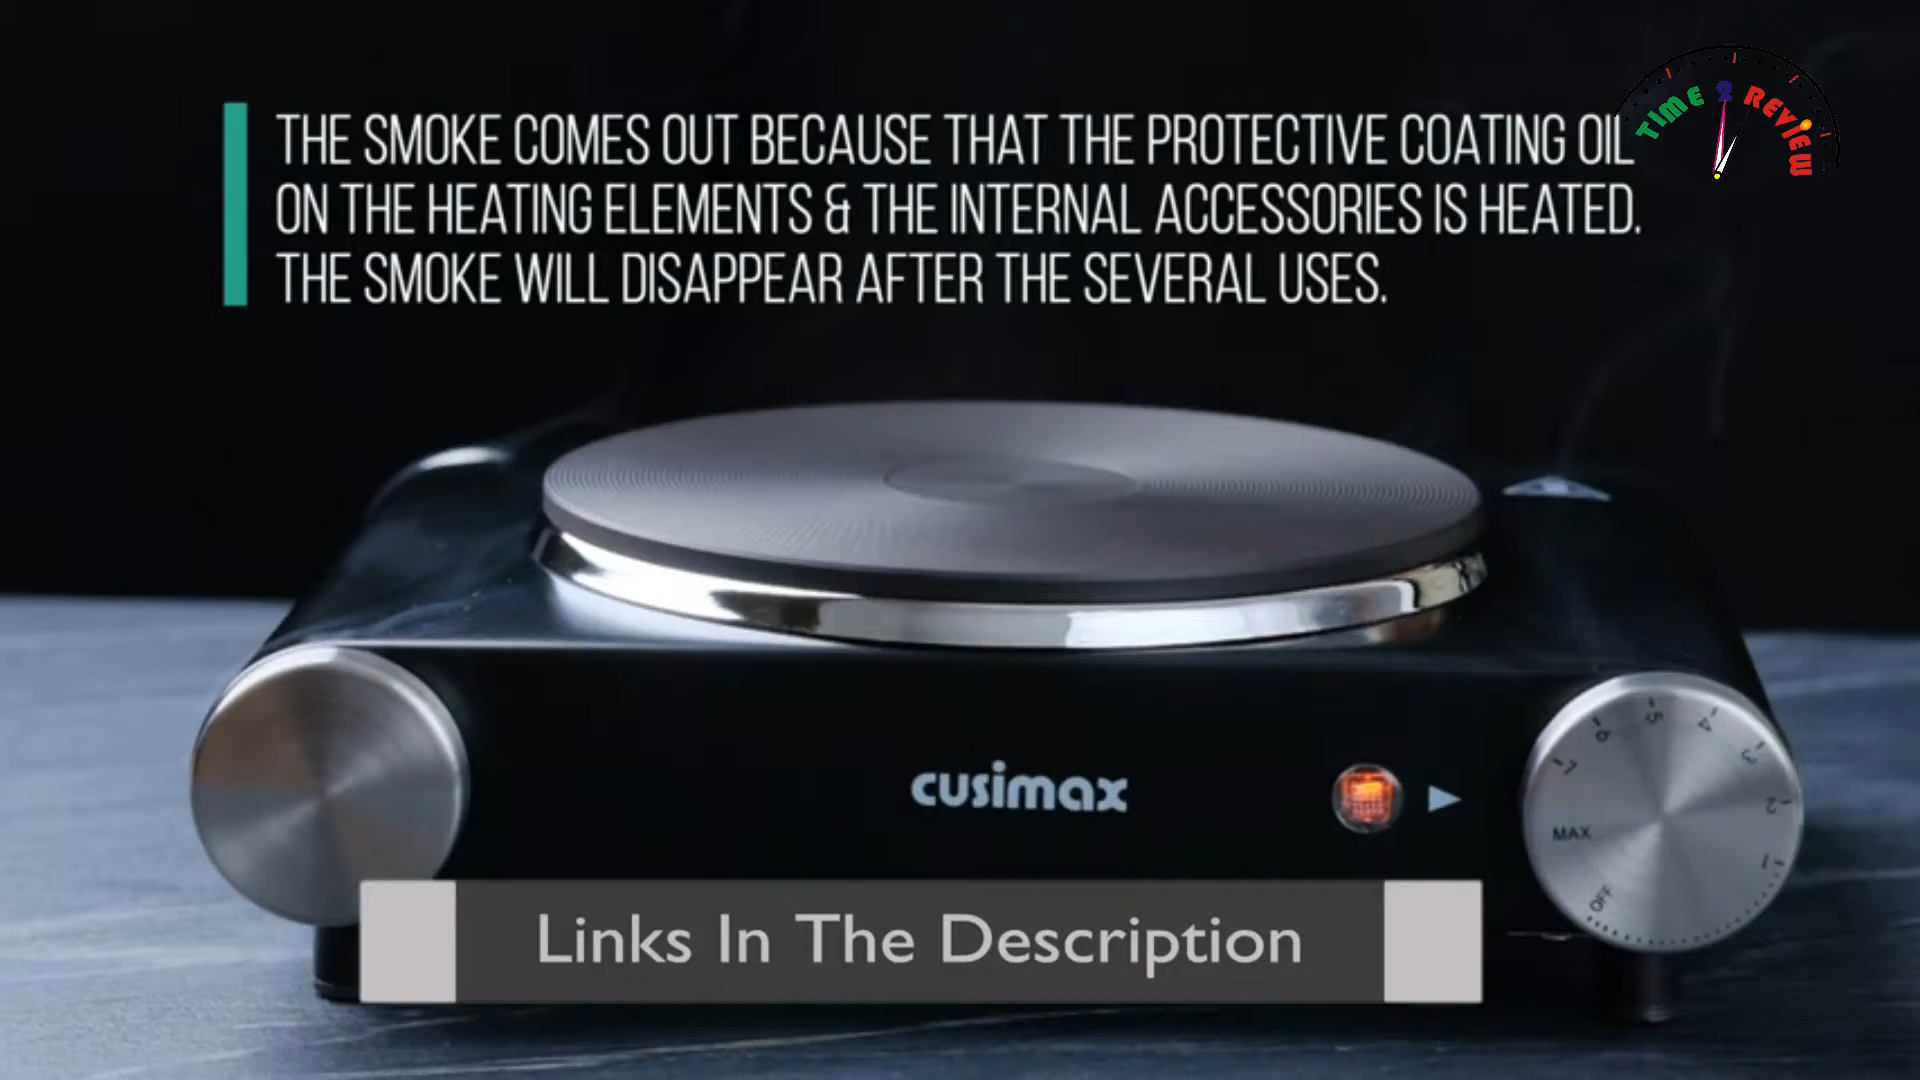 TIME 2 REVIEW
THE SMOKE COMES OUT BECAUSE THAT THE PROTECTIVE COATING OIL
ON THE HEATING ELEMENTS & THE INTERNAL ACCESSORIES IS HEATED.
THE SMOKE WILL DISAPPEAR AFTER THE SEVERAL USES.
cusimax
OFF
1
2
3
4
5
6
7
MAX
Links In The Description